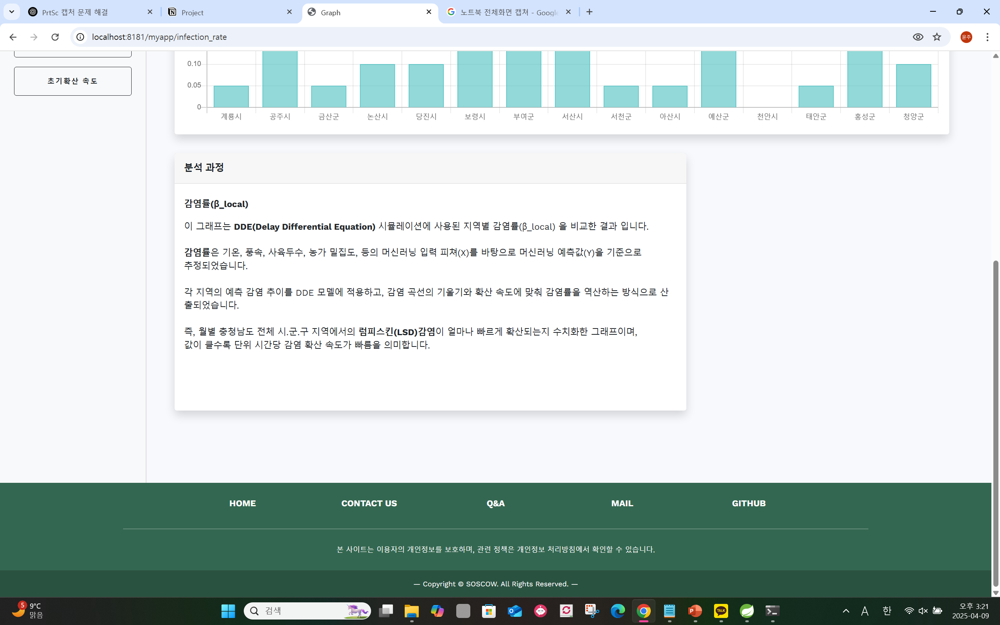 PrtSc 캡처 문제 해결
Project
Graph
노트북 전체화면 캡쳐 - Google
localhost:8181/myapp/infection_rate
윤주
초기확산 속도
0.10
0.05
0
계룡시 공주시 금산군 논산시 당진시 보령시 부여군 서산시 서천군 아산시 예산군 천안시 태안군 홍성군 청양군
분석 과정
감염률(β_local)
이 그래프는 DDE(Delay Differential Equation) 시뮬레이션에 사용된 지역별 감염률(β_local) 을 비교한 결과 입니다.
감염률은 기온, 풍속, 사육두수, 농가 밀집도, 등의 머신러닝 입력 피쳐(X)를 바탕으로 머신러닝 예측값(Y)을 기준으로
추정되었습니다.
각 지역의 예측 감염 추이를 DDE 모델에 적용하고, 감염 곡선의 기울기와 확산 속도에 맞춰 감염률을 역산하는 방식으로 산
출되었습니다.
즉, 월별 충청남도 전체 시.군.구 지역에서의 럼피스킨(LSD)감염이 얼마나 빠르게 확산되는지 수치화한 그래프이며,
값이 클수록 단위 시간당 감염 확산 속도가 빠름을 의미합니다.
HOME CONTACT US Q&A MAIL GITHUB
본 사이트는 이용자의 개인정보를 보호하며, 관련 정책은 개인정보 처리방침에서 확인할 수 있습니다.
— Copyright © SOSCOW. All Rights Reserved. —
5
9°C
맑음
검색
TALK
A
한
오후 3:21
2025-04-09